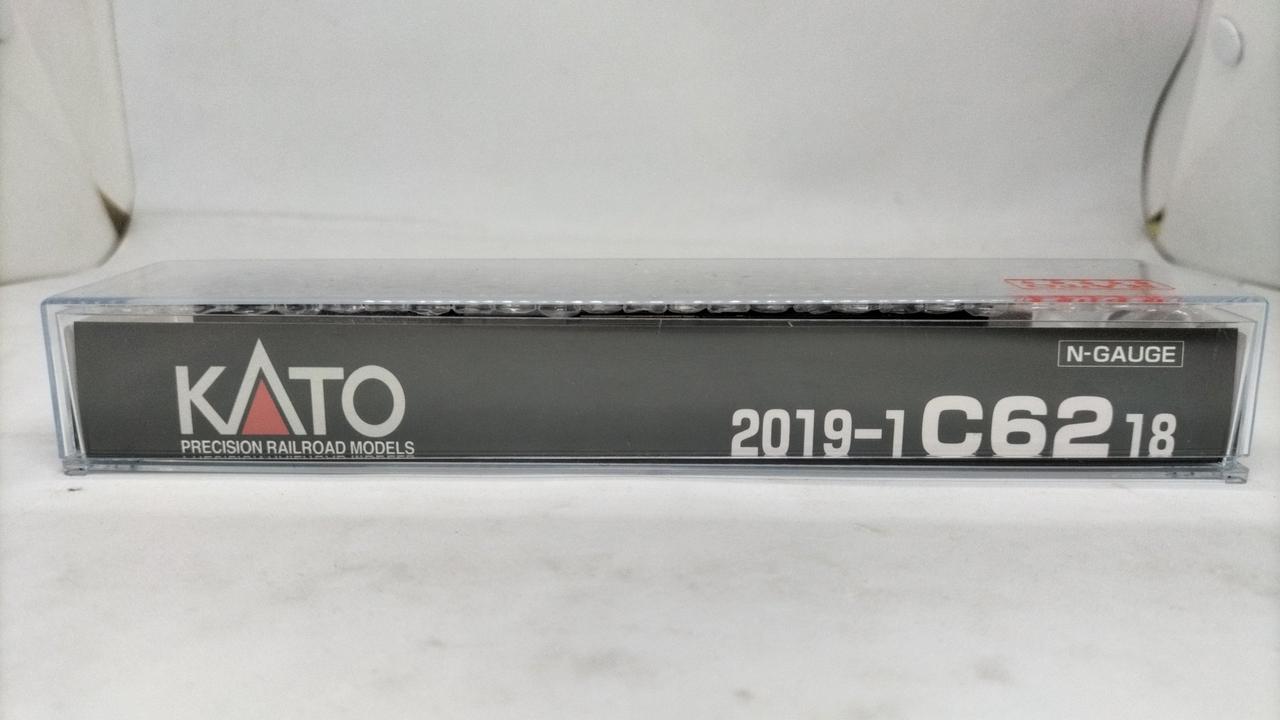 KATO
PRECISION RAILROAD MODELS
N-GAUGE
2019-1 C62 18